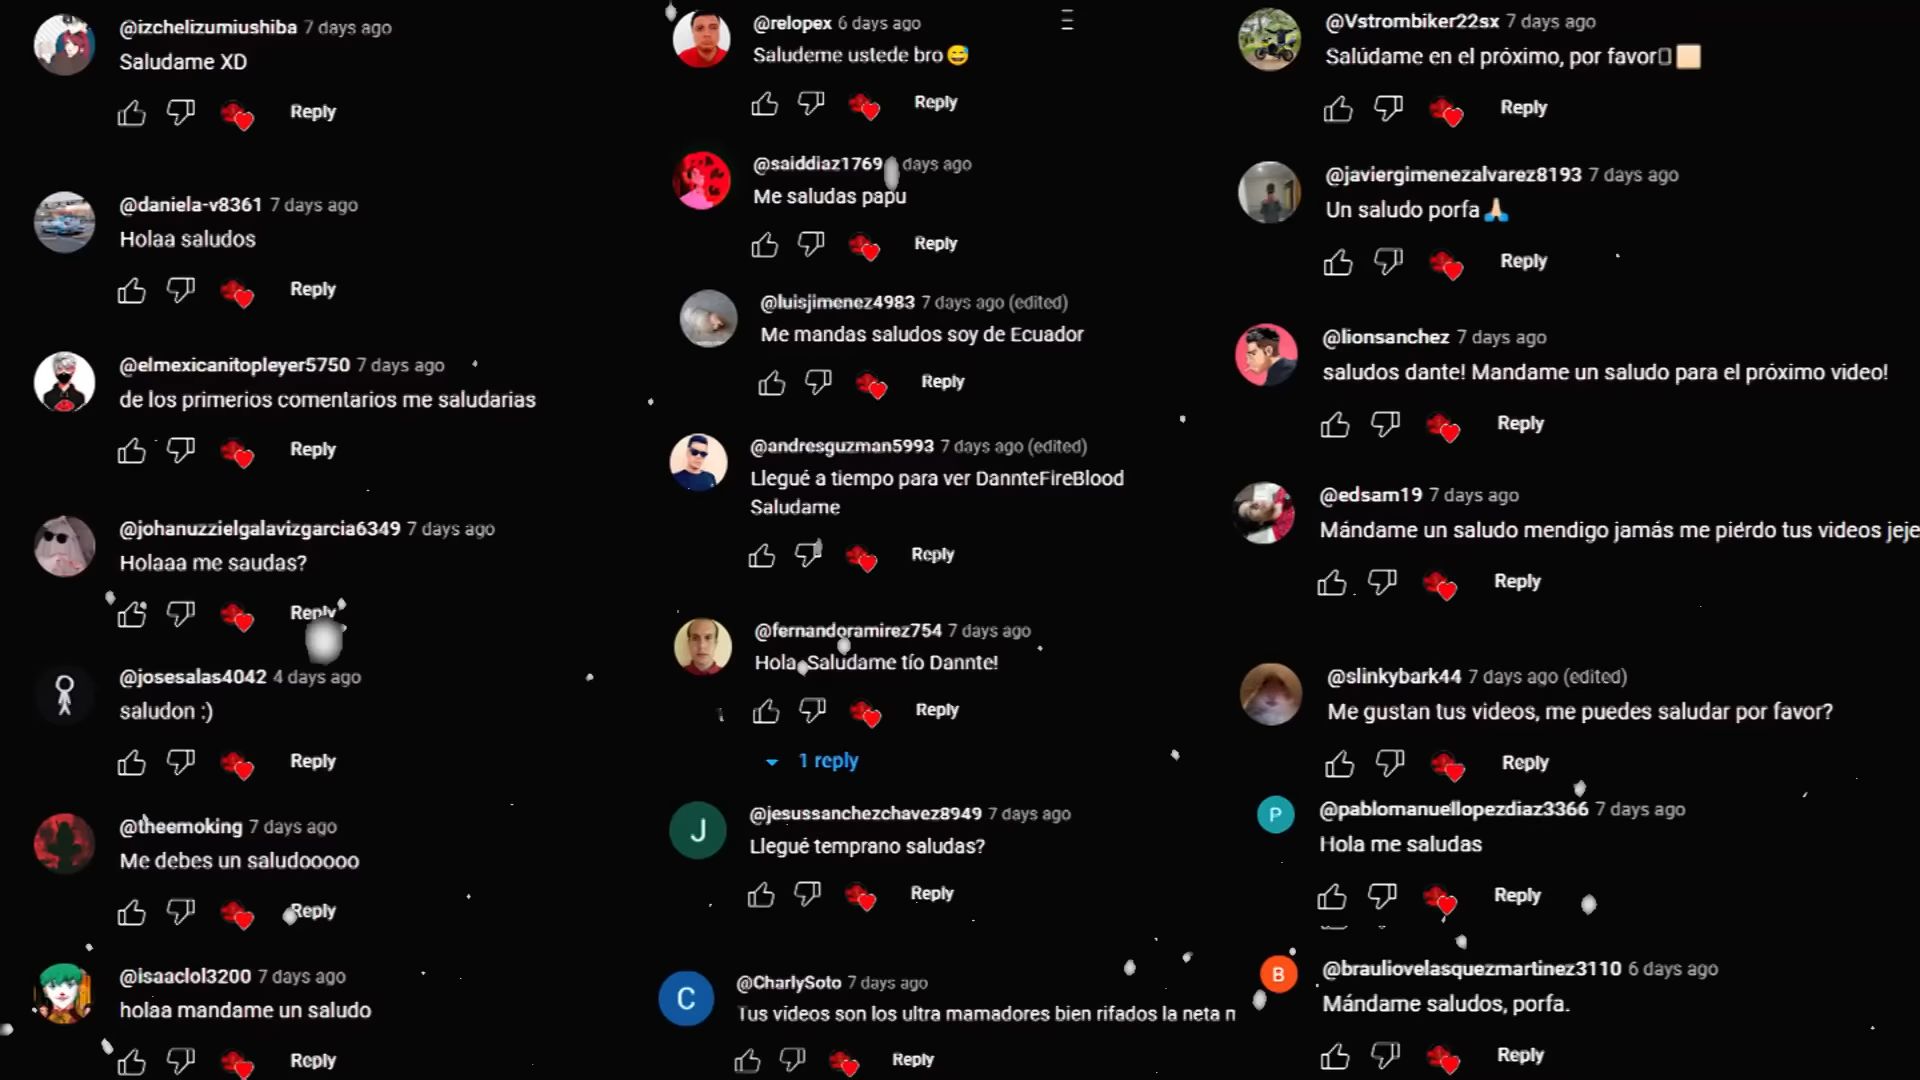 @izchelizumiushiba 7 days ago
Saludame XD
Reply
@daniela-v8361 7 days ago
Holaa saludos
Reply
@elmexicanitopleyer5750 7 days ago
de los primerios comentarios me saludarias
Reply
@johanuzzielgalavizgarcia6349 7 days ago
Holaaa me saudas?
Reply
@josesalas4042 4 days ago
saludon :)
Reply
@theemoking 7 days ago
Me debes un saludooooo
Reply
@isaaclol3200 7 days ago
holaa mandame un saludo
Reply
@relopex 6 days ago
Saludeme ustede bro😅
Reply
@saiddiaz1769 days ago
Me saludas papu
Reply
@luisjimenez4983 7 days ago (edited)
Me mandas saludos soy de Ecuador
Reply
@andresguzman5993 7 days ago (edited)
Llegué a tiempo para ver DannteFireBlood
Saludame
Reply
@fernandoramirez754 7 days ago
Hola, Saludame tío Dannte!
Reply
1 reply
J
@jesussanchezchavez8949 7 days ago
Llegué temprano saludas?
Reply
C
@CharlySoto 7 days ago
Tus vídeos son los ultra mamadores bien rifados la neta
Reply
@Vstrombiker22sx 7 days ago
Salúdame en el próximo, por favor
Reply
@javiergimenezalvarez8193 7 days ago
Un saludo porfa🙏🏻
Reply
@lionsanchez 7 days ago
saludos dante! Mandame un saludo para el próximo video!
Reply
@edsam19 7 days ago
Mándame un saludo mendigo jamás me pierdo tus videos jeje
Reply
@slinkybark44 7 days ago (edited)
Me gustan tus videos, me puedes saludar por favor?
Reply
P
@pablomanuellopezdiaz3366 7 days ago
Hola me saludas
Reply
B
@brauliovelasquezmartinez3110 6 days ago
Mándame saludos, porfa.
Reply